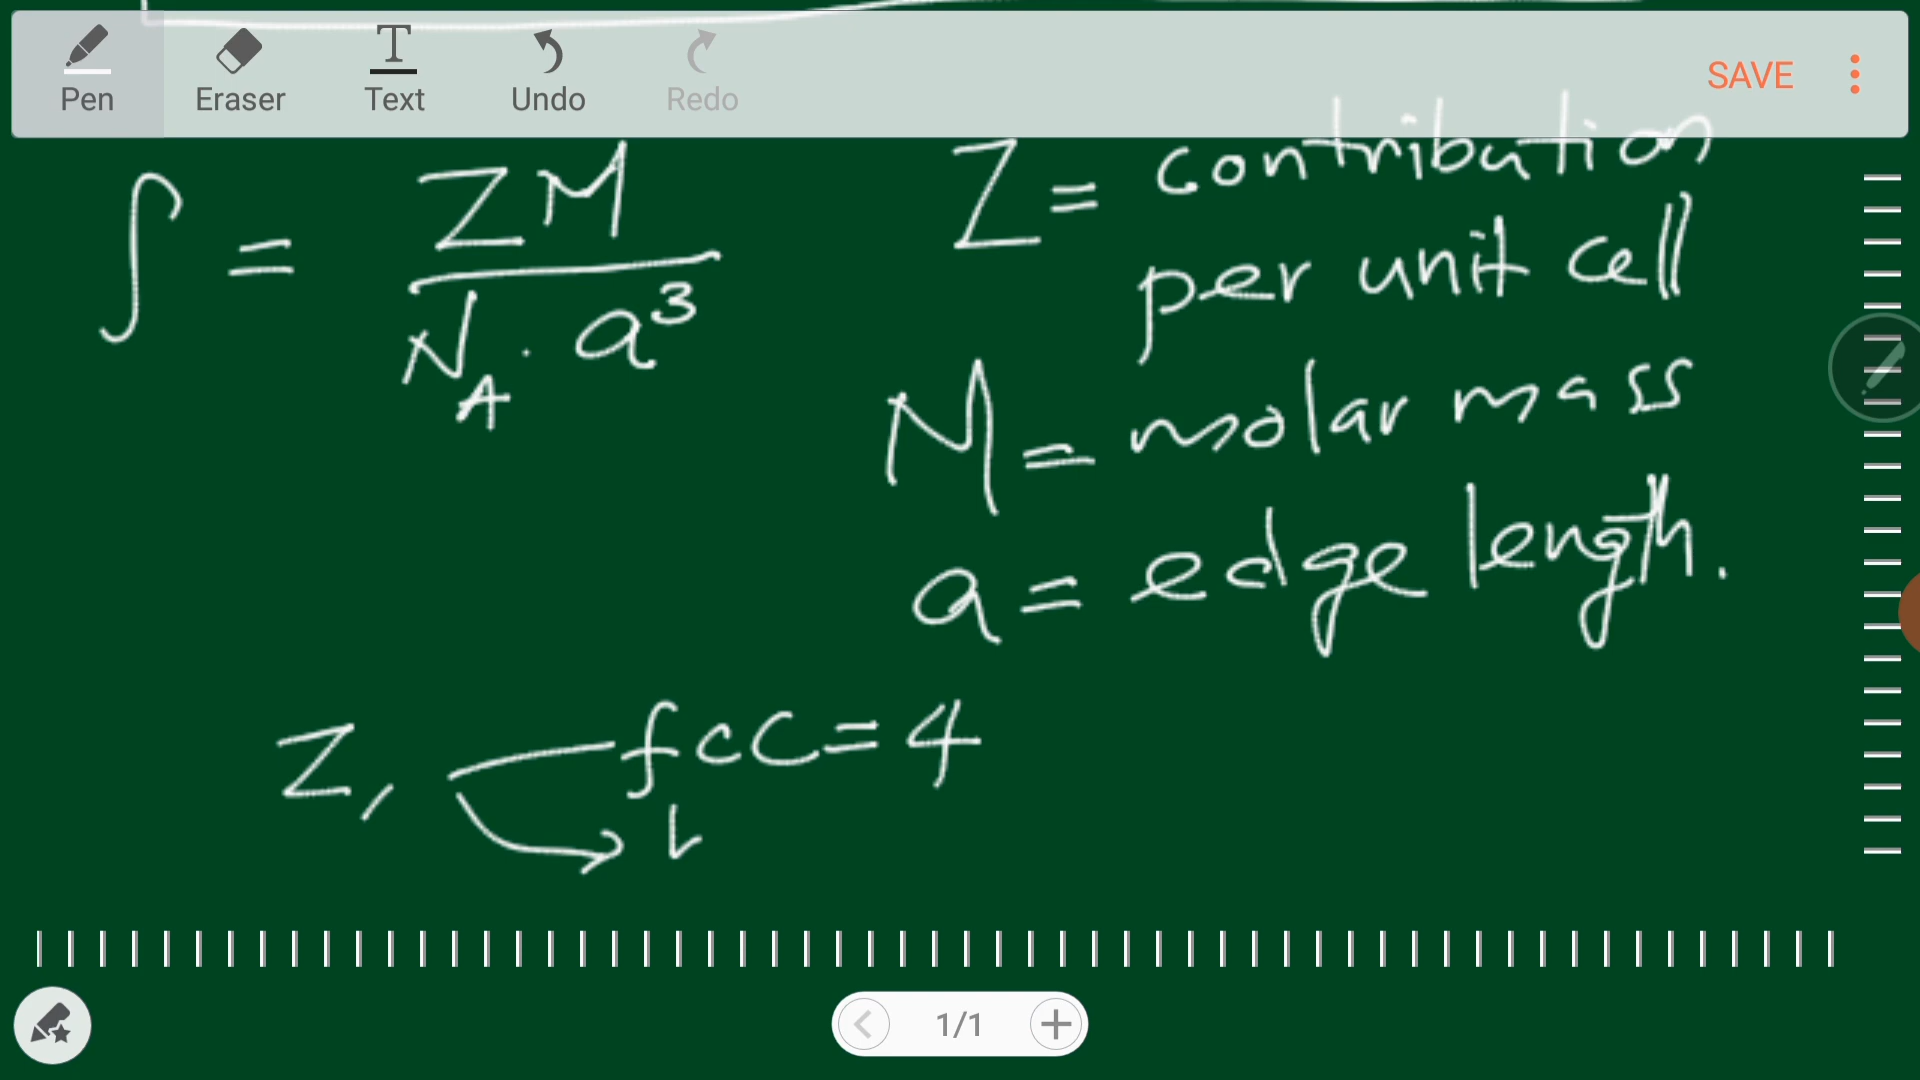 Pen Eraser Text Undo Redo SAVE
∫ = ZM / N_A . a³
Z = contribution
per unit cell
M = molar mass
a = edge length.
Z, fcc = 4
1/1